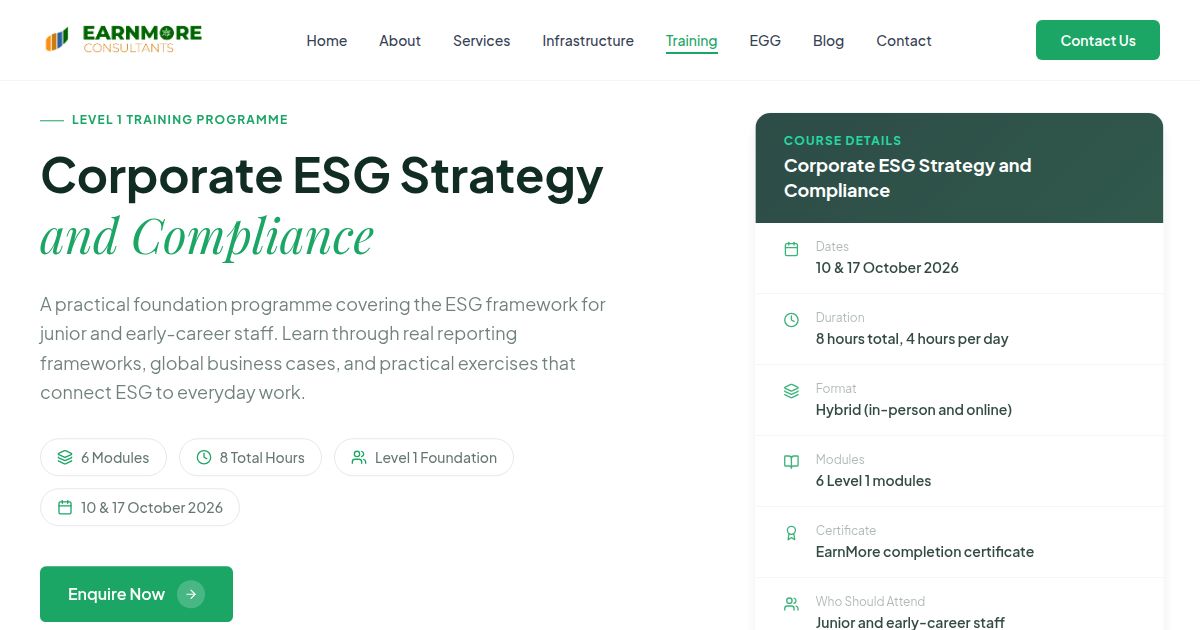 EARNMORE
CONSULTANTS
Home
About
Services
Infrastructure
Training
EGG
Blog
Contact
Contact Us
LEVEL 1 TRAINING PROGRAMME
Corporate ESG Strategy
and Compliance
A practical foundation programme covering the ESG framework for
junior and early-career staff. Learn through real reporting
frameworks, global business cases, and practical exercises that
connect ESG to everyday work.
6 Modules
8 Total Hours
Level 1 Foundation
10 & 17 October 2026
Enquire Now
COURSE DETAILS
Corporate ESG Strategy and
Compliance
Dates
10 & 17 October 2026
Duration
8 hours total, 4 hours per day
Format
Hybrid (in-person and online)
Modules
6 Level 1 modules
Certificate
EarnMore completion certificate
Who Should Attend
Junior and early-career staff